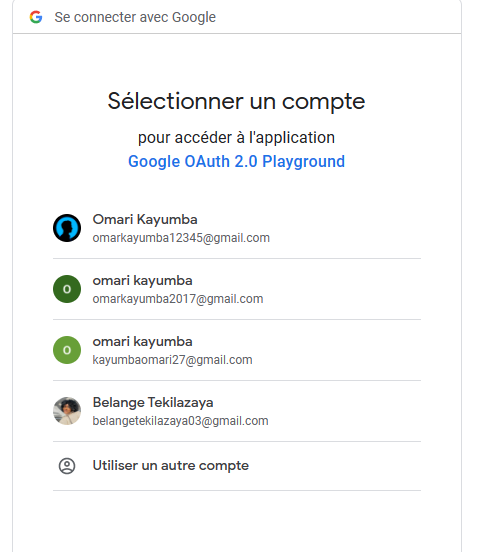 Se connecter avec Google
Sélectionner un compte
pour accéder à l'application
Google OAuth 2.0 Playground
Omari Kayumba
omarkayumba12345@gmail.com
O
omari kayumba
omarkayumba2017@gmail.com
O
omari kayumba
kayumbaomari27@gmail.com
Belange Tekilazaya
belangetekilazaya03@gmail.com
Utiliser un autre compte